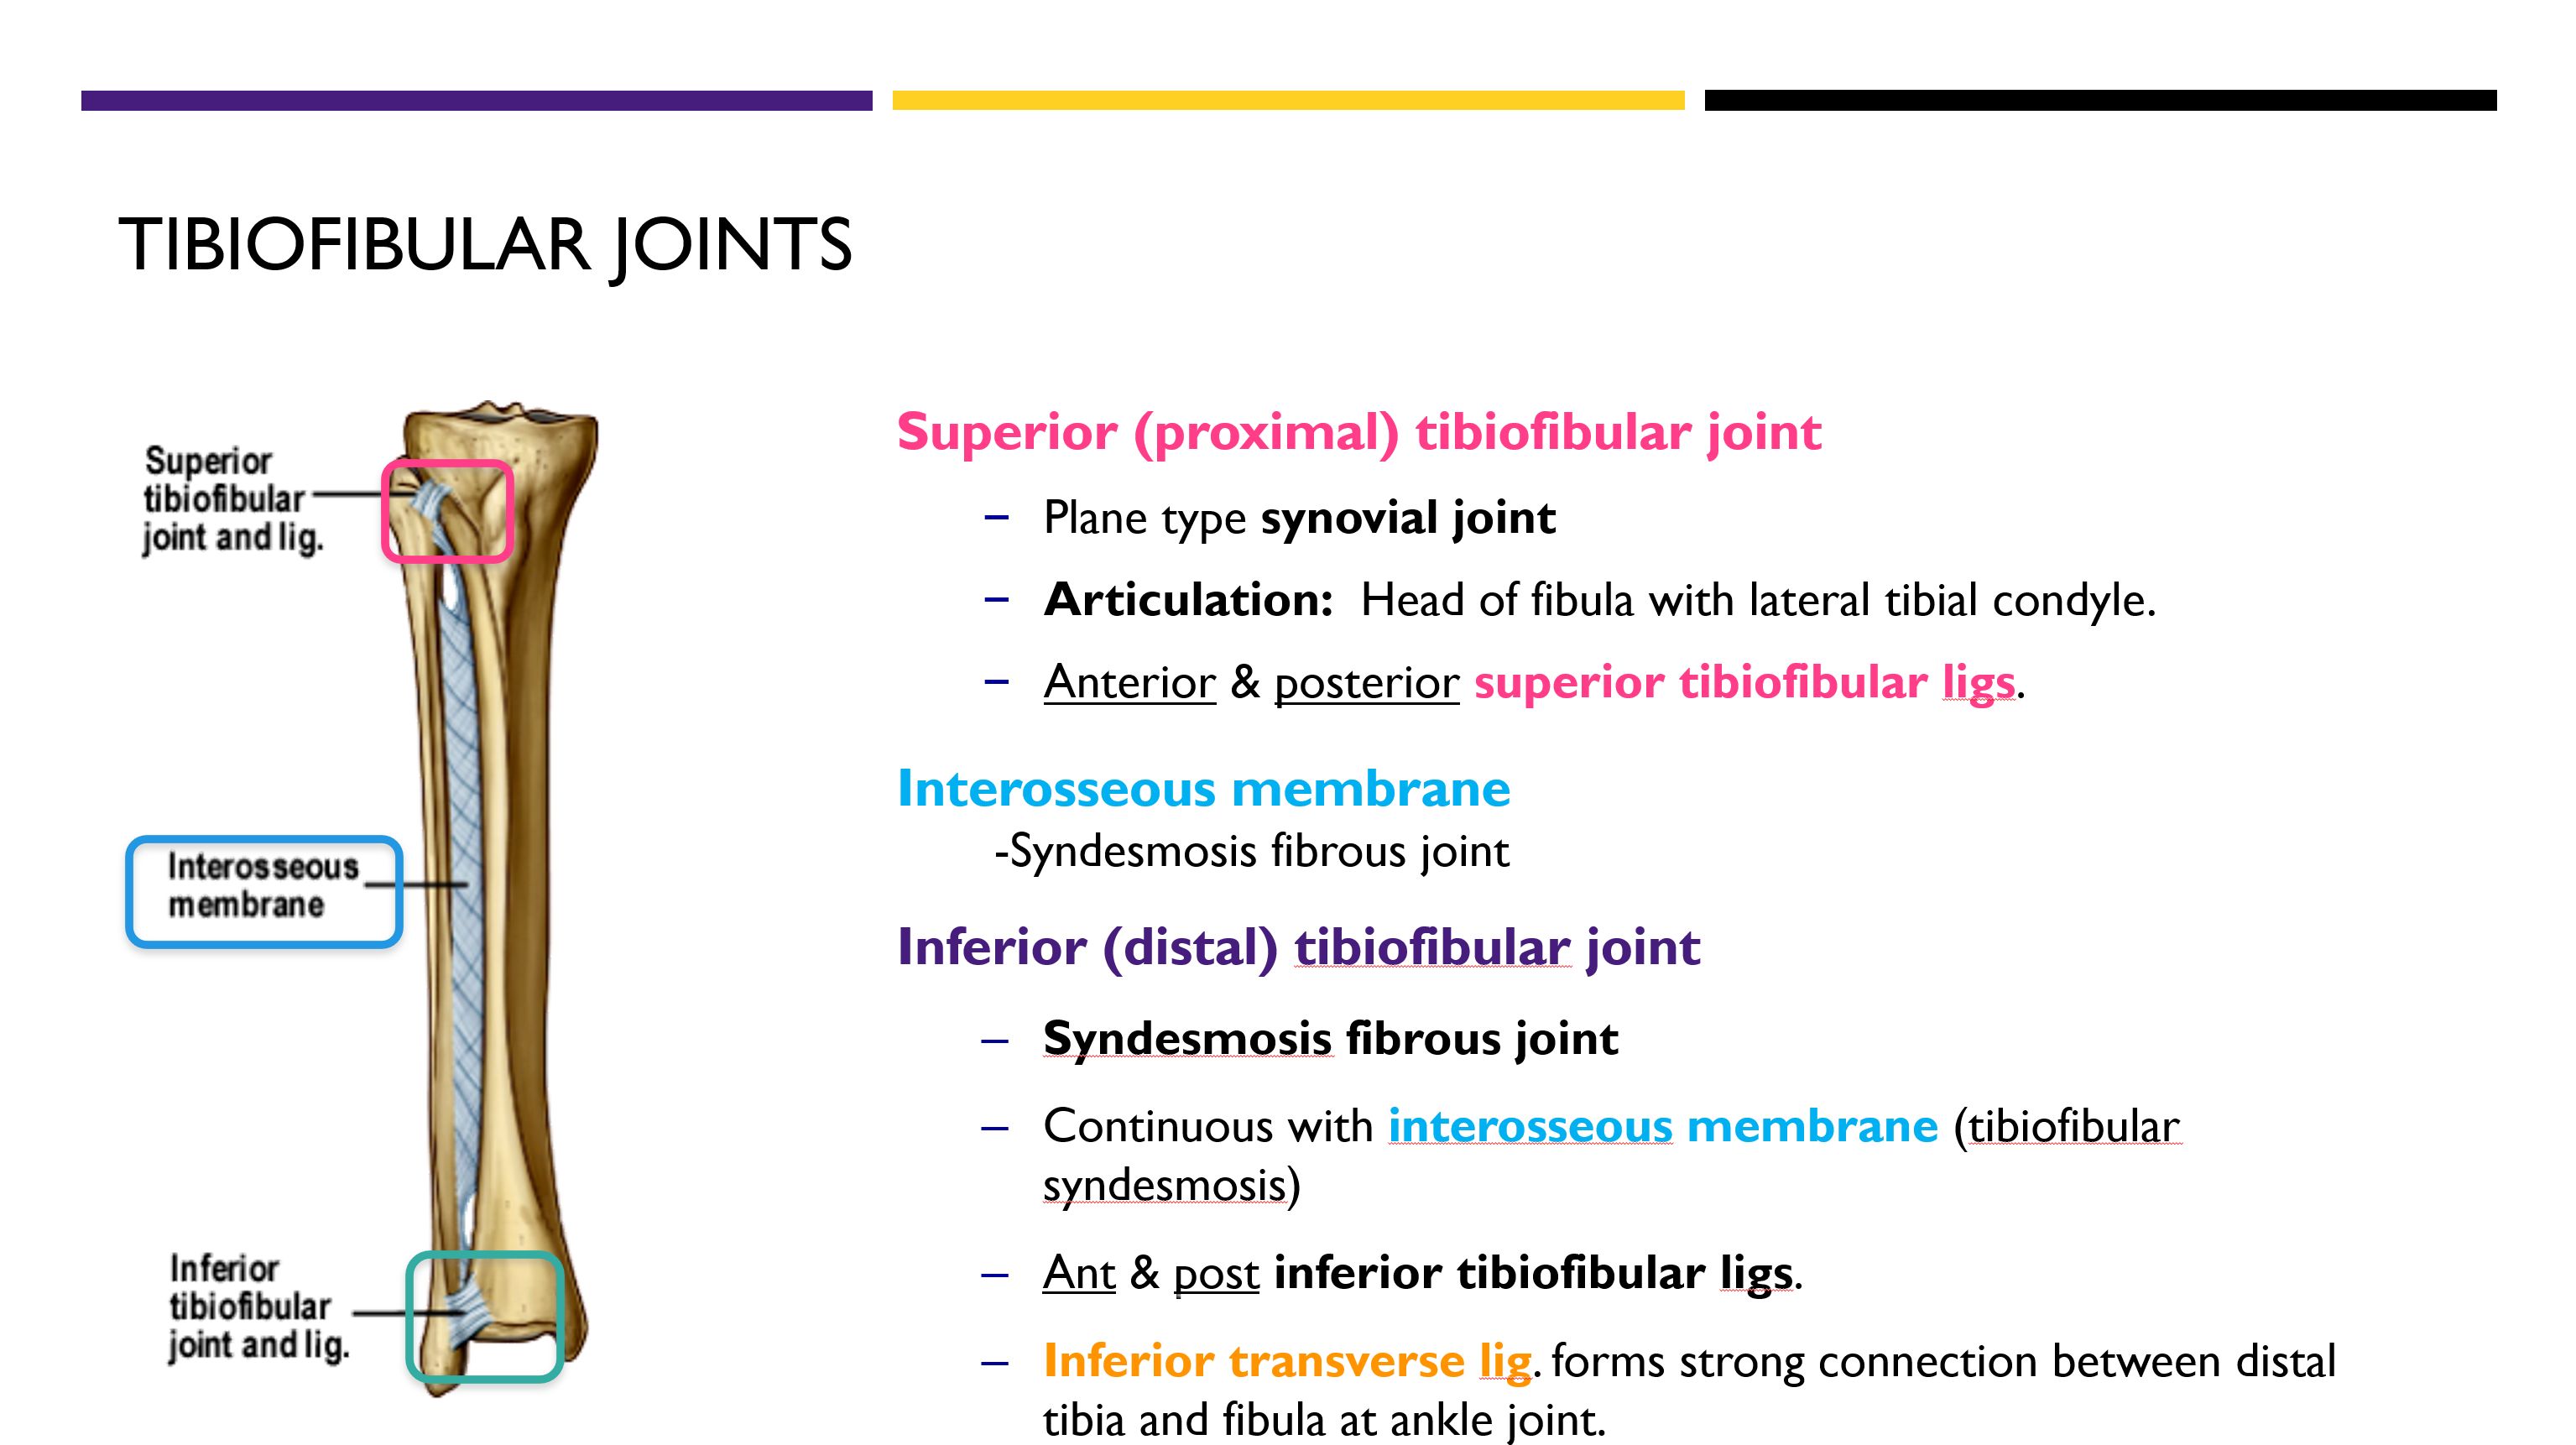 TIBIOFIBULAR JOINTS
Superior
tibiofibular
joint and lig.
Interosseous
membrane
Inferior
tibiofibular
joint and lig.
Superior (proximal) tibiofibular joint
– Plane type synovial joint
– Articulation: Head of fibula with lateral tibial condyle.
– Anterior & posterior superior tibiofibular ligs.
Interosseous membrane
-Syndesmosis fibrous joint
Inferior (distal) tibiofibular joint
– Syndesmosis fibrous joint
– Continuous with interosseous membrane (tibiofibular
syndesmosis)
– Ant & post inferior tibiofibular ligs.
– Inferior transverse lig. forms strong connection between distal
tibia and fibula at ankle joint.